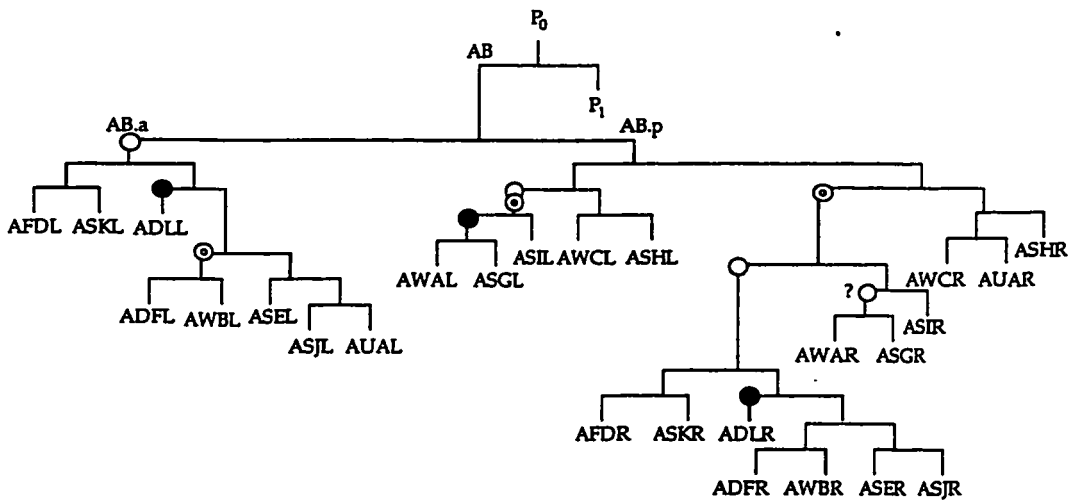 P0
AB
P1
AB.a
AB.p
AFDL ASKL ADLL
AWAL ASGL ASIL AWCL ASHL
AWCR AUAR ASHR
ADFL AWBL ASEL
?
ASIR
ASJL AUAL
AWAR ASGR
AFDR ASKR ADLR
ADFR AWBR ASER ASJR